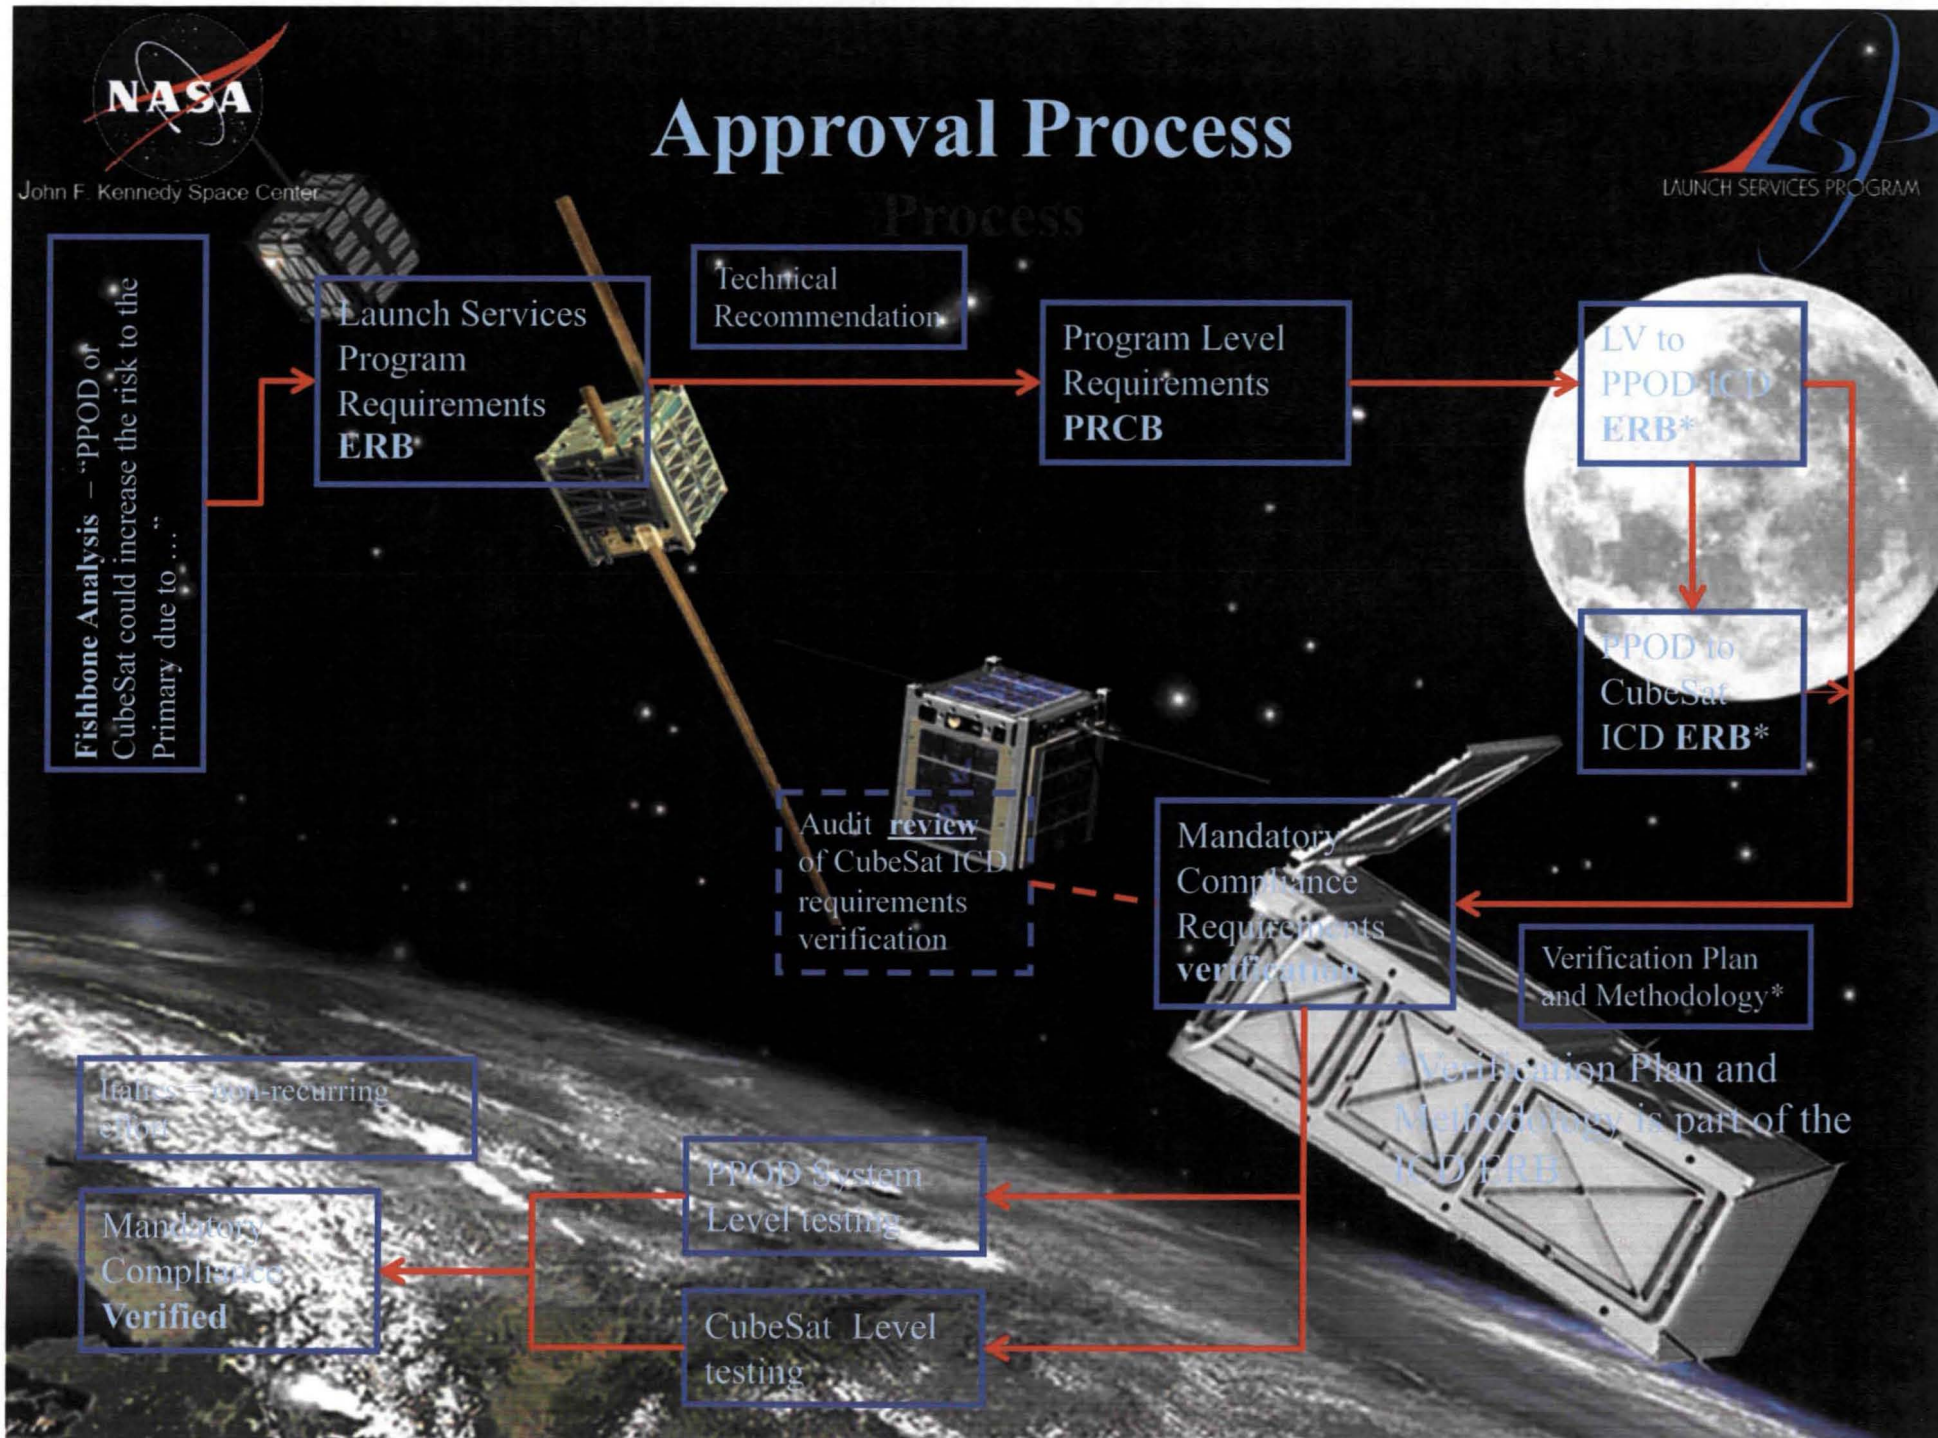 NASA
John F. Kennedy Space Center
Approval Process
Process
LAUNCH SERVICES PROGRAM
Fishbone Analysis – “PPOD or
CubeSat could increase the risk to the
Primary due to …”
Launch Services
Program
Requirements
ERB
Technical
Recommendation
Program Level
Requirements
PRCB
LV to
PPOD ICD
ERB*
PPOD to
CubeSat
ICD ERB*
Audit review
of CubeSat ICD
requirements
verification
Mandatory
Compliance
Requirements
verification
Verification Plan
and Methodology*
*Verification Plan and
Methodology is part of the
ICD ERB
Italics = non-recurring
effort
PPOD System
Level testing
Mandatory
Compliance
Verified
CubeSat Level
testing